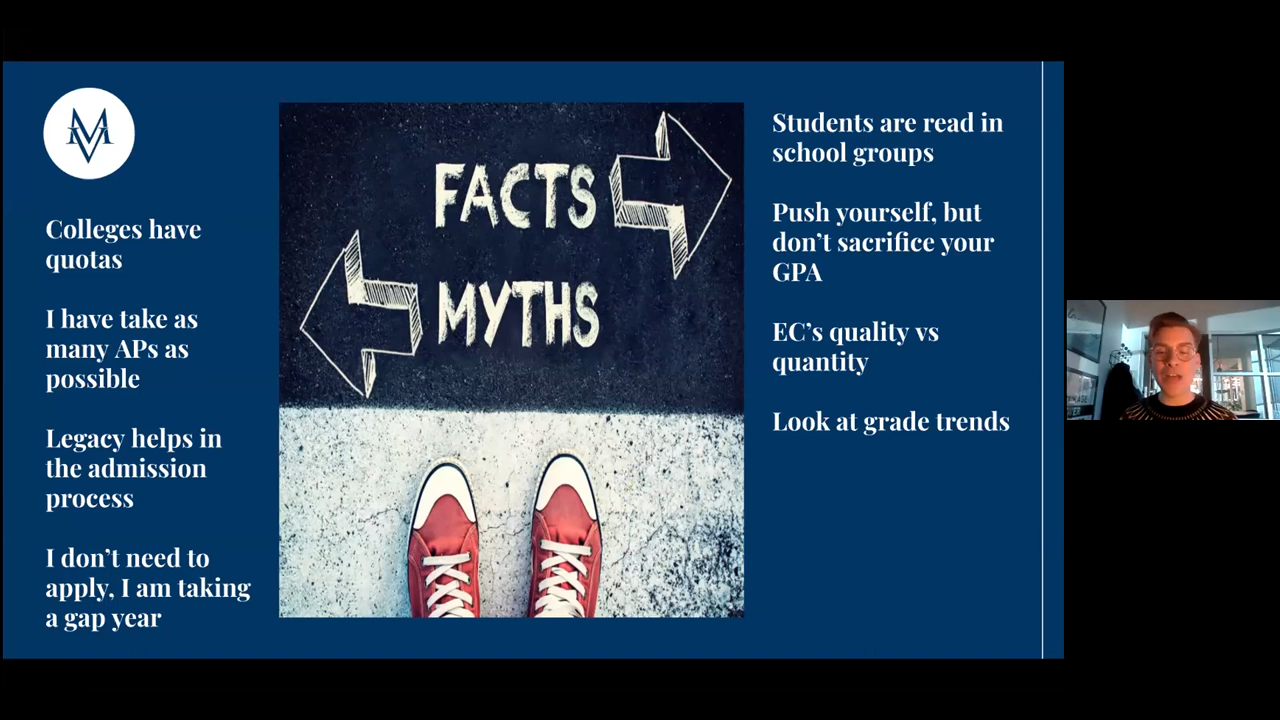 MV
Colleges have
quotas
I have take as
many APs as
possible
Legacy helps in
the admission
process
I don’t need to
apply, I am taking
a gap year
FACTS
MYTHS
Students are read in
school groups
Push yourself, but
don’t sacrifice your
GPA
EC’s quality vs
quantity
Look at grade trends